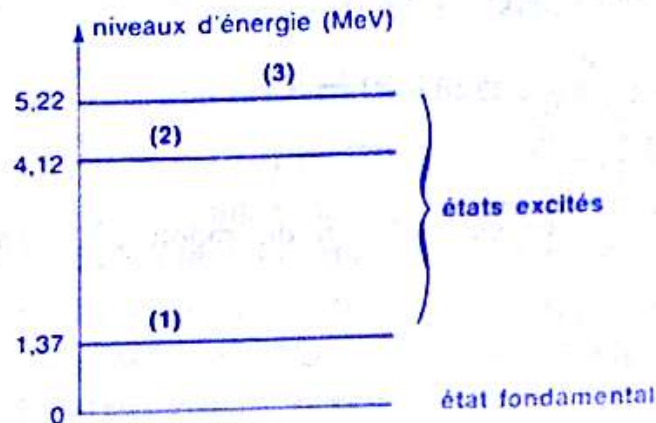 niveaux d'énergie (MeV)
(3)
5,22
(2)
4,12
états excités
(1)
1,37
état fondamental
0